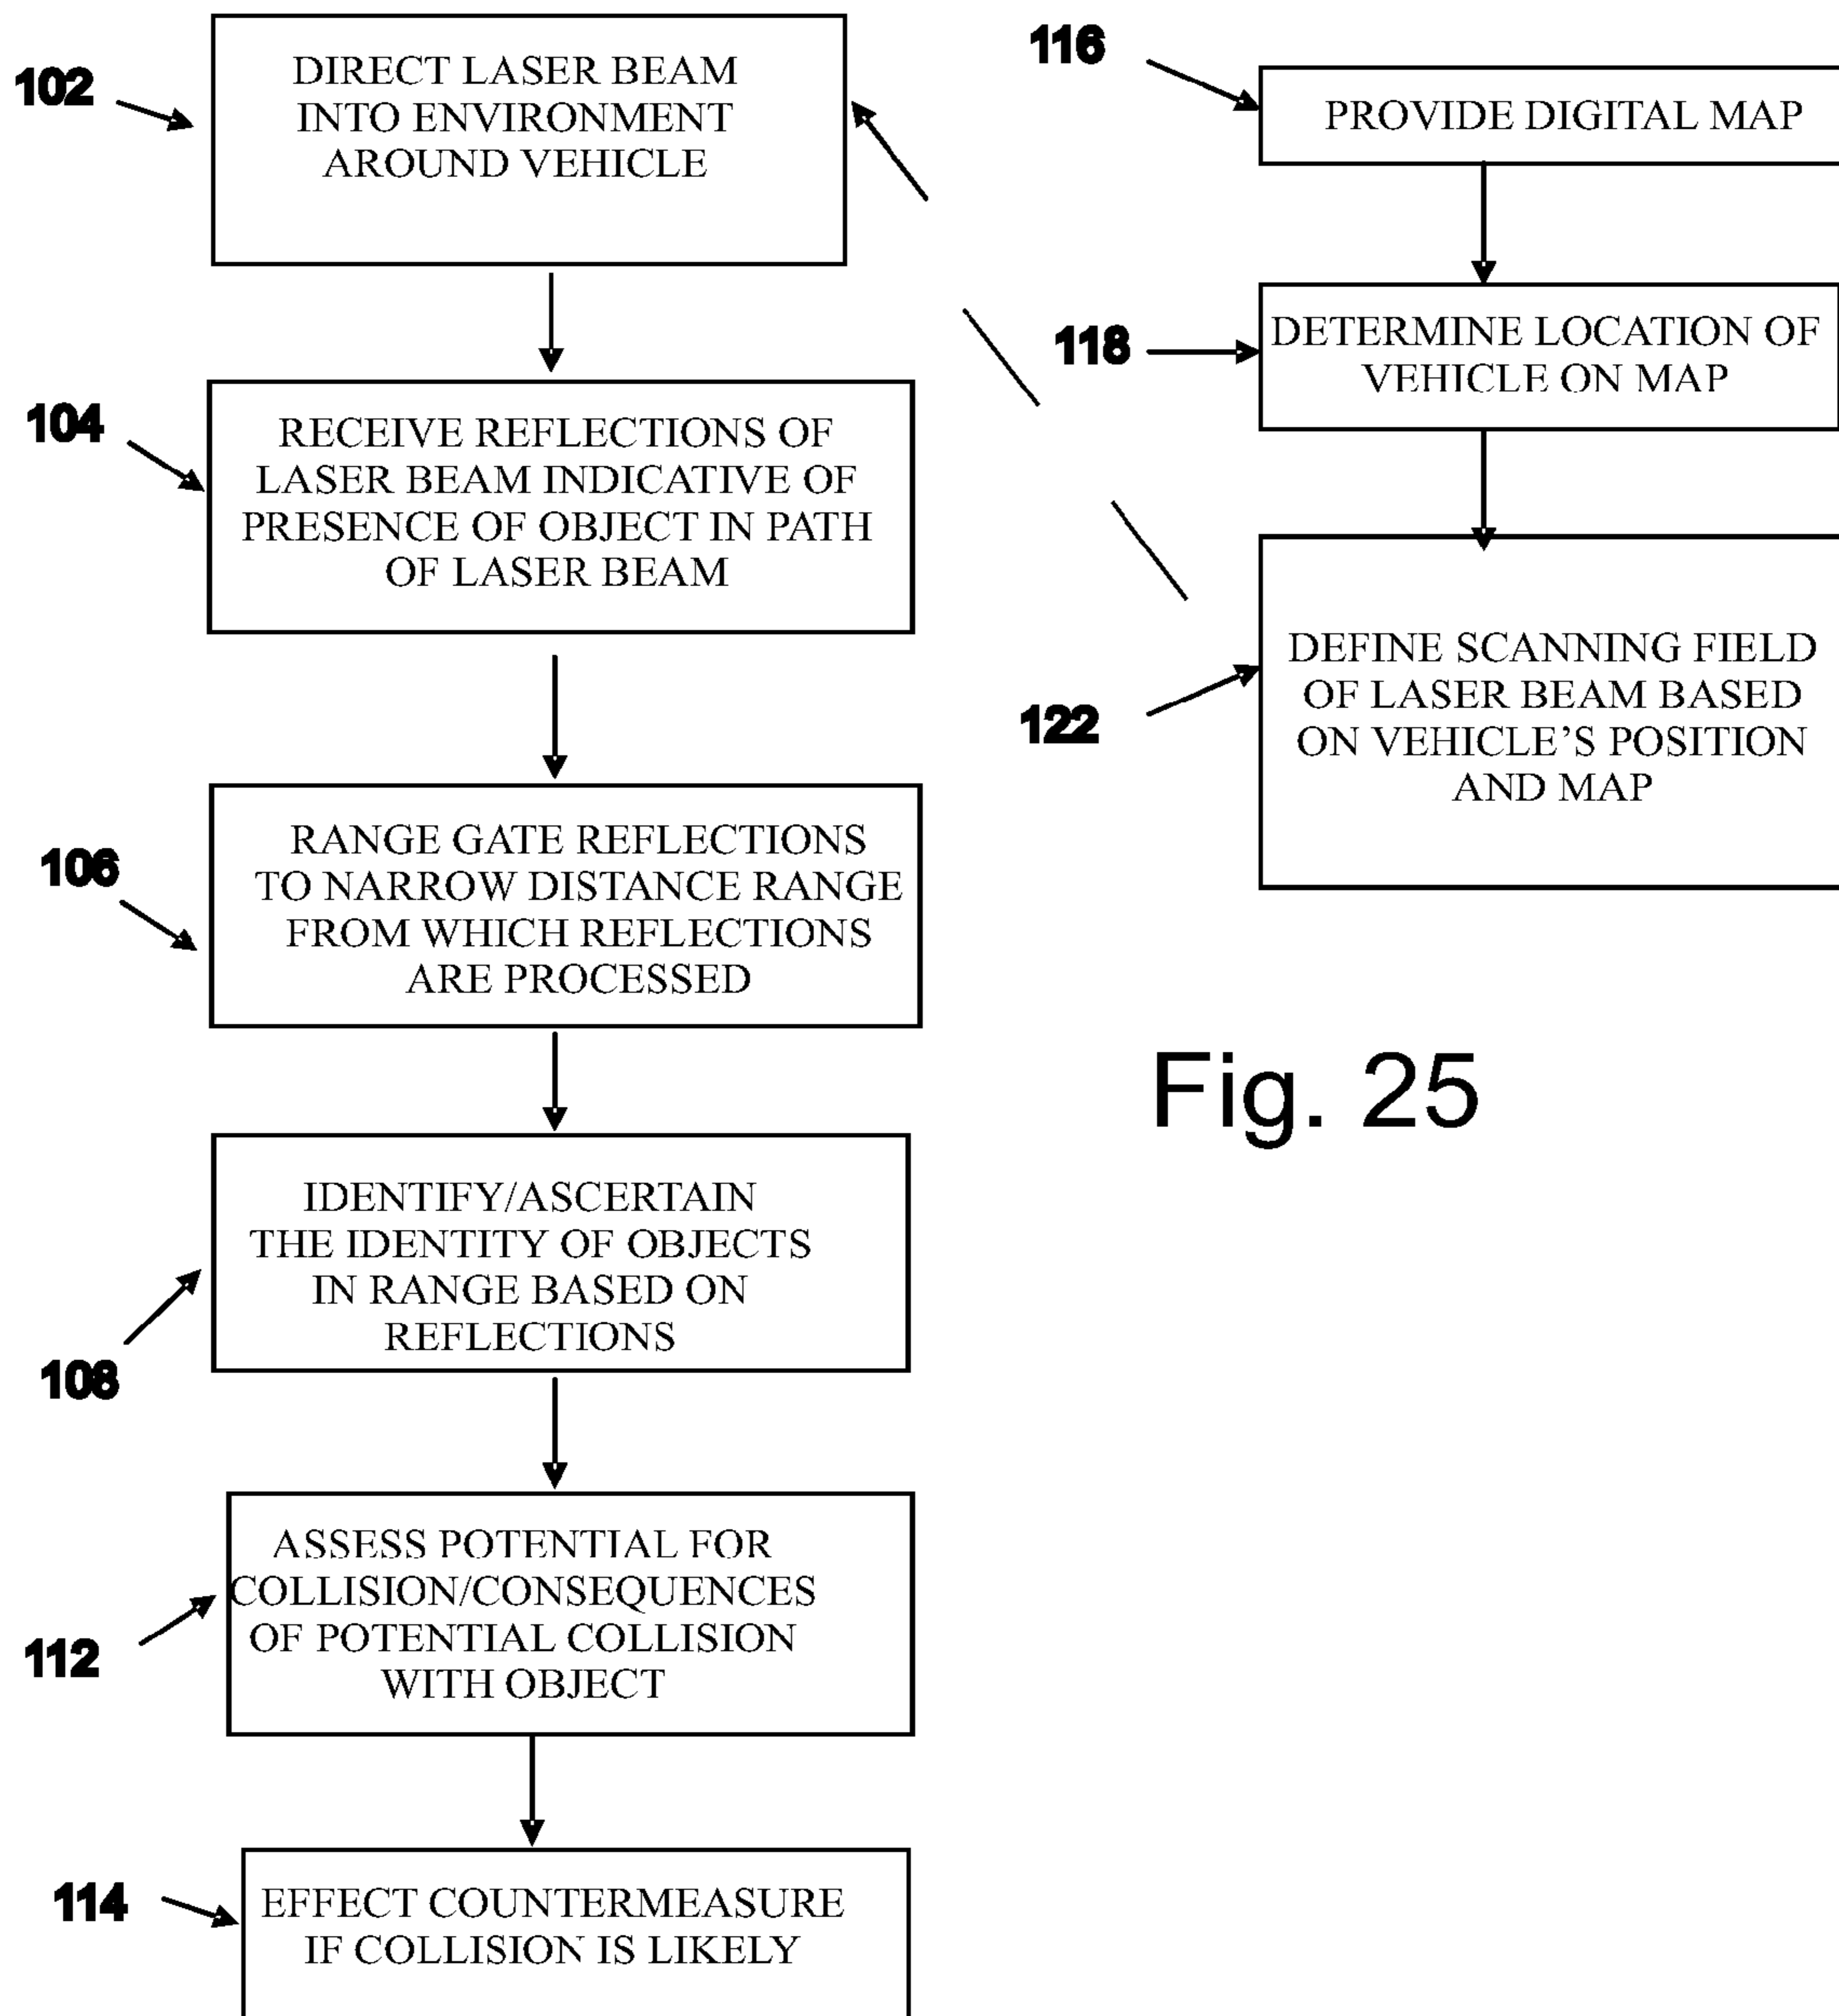 102
DIRECT LASER BEAM
INTO ENVIRONMENT
AROUND VEHICLE
104
RECEIVE REFLECTIONS OF
LASER BEAM INDICATIVE OF
PRESENCE OF OBJECT IN PATH
OF LASER BEAM
106
RANGE GATE REFLECTIONS
TO NARROW DISTANCE RANGE
FROM WHICH REFLECTIONS
ARE PROCESSED
108
IDENTIFY/ASCERTAIN
THE IDENTITY OF OBJECTS
IN RANGE BASED ON
REFLECTIONS
112
ASSESS POTENTIAL FOR
COLLISION/CONSEQUENCES
OF POTENTIAL COLLISION
WITH OBJECT
114
EFFECT COUNTERMEASURE
IF COLLISION IS LIKELY
116
PROVIDE DIGITAL MAP
118
DETERMINE LOCATION OF
VEHICLE ON MAP
122
DEFINE SCANNING FIELD
OF LASER BEAM BASED
ON VEHICLE'S POSITION
AND MAP
Fig. 25